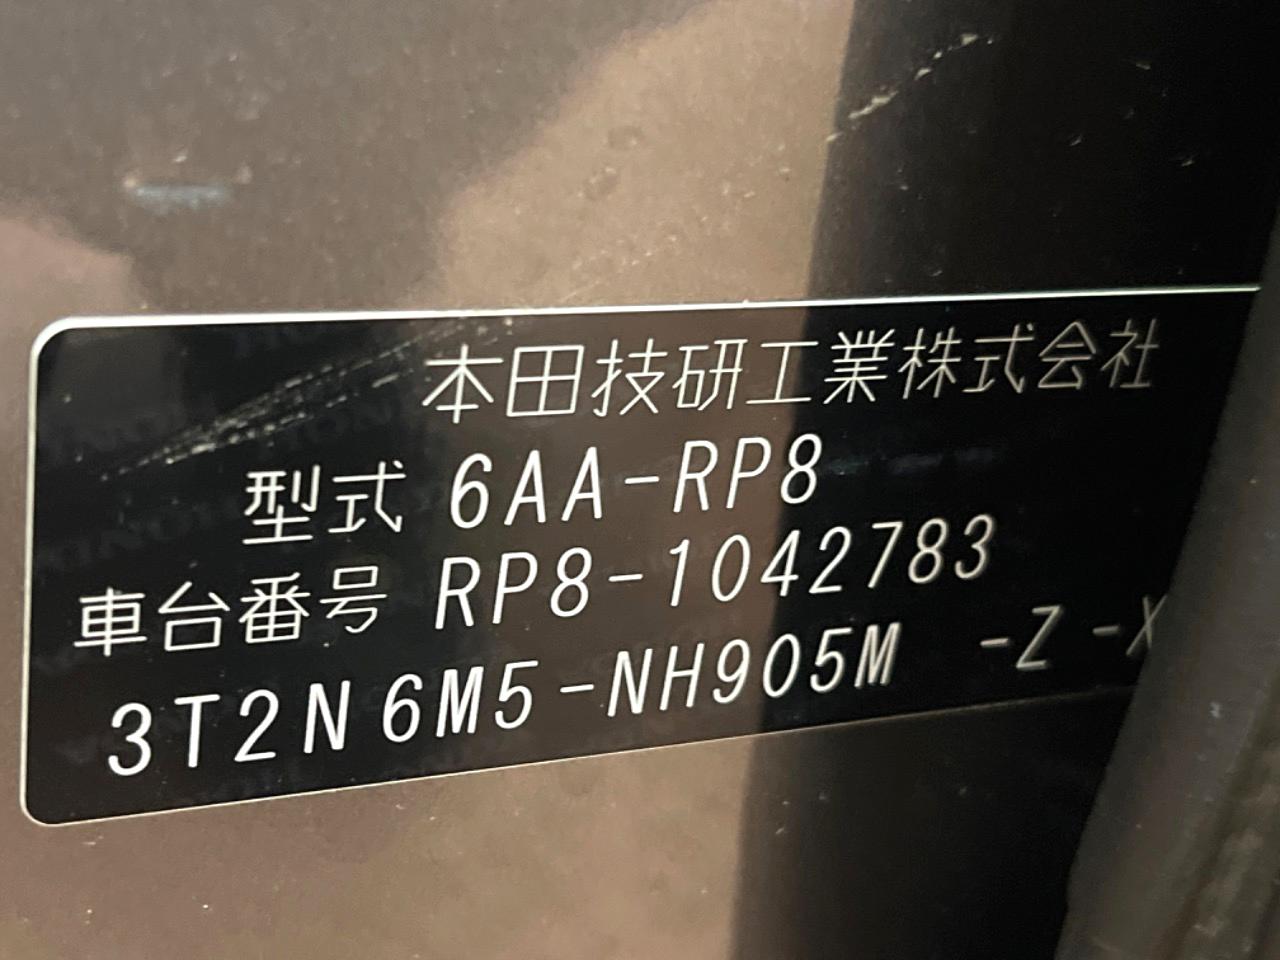 本田技研工業株式会社
型式 6AA-RP8
車台番号 RP8-1042783
3T2N6M5-NH905M -Z -X